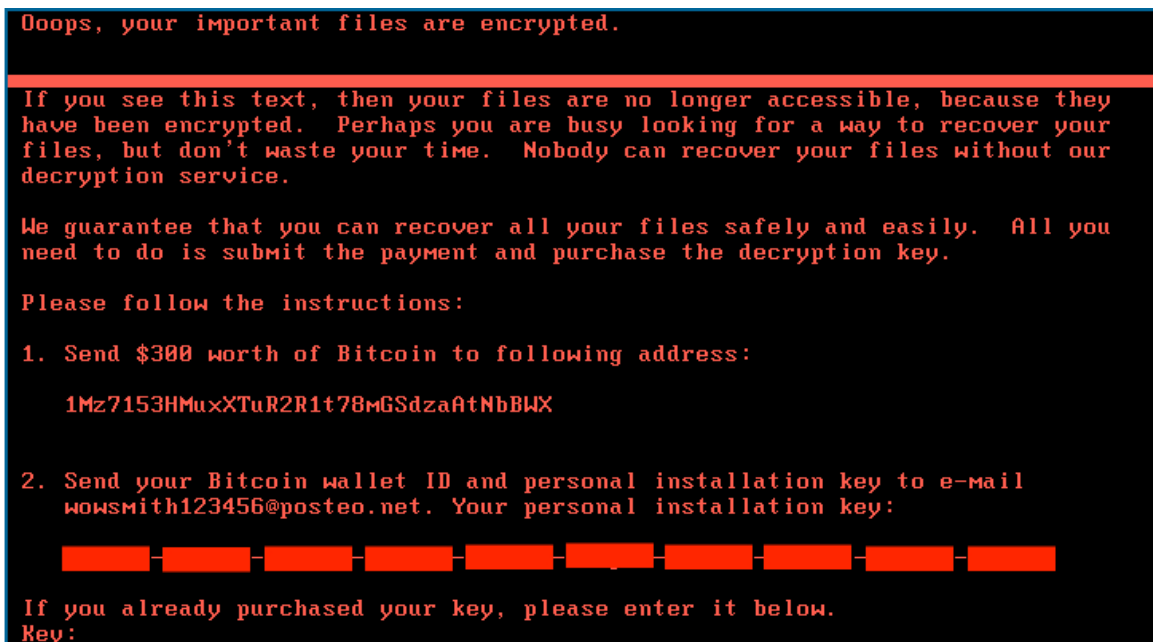 Ooops, your important files are encrypted.
If you see this text, then your files are no longer accessible, because they
have been encrypted.  Perhaps you are busy looking for a way to recover your
files, but don't waste your time.  Nobody can recover your files without our
decryption service.
We guarantee that you can recover all your files safely and easily.  All you
need to do is submit the payment and purchase the decryption key.
Please follow the instructions:
1. Send $300 worth of Bitcoin to following address:
1Mz7153HMuxXTuR2R1t78mGSdzaAtNbBWX
2. Send your Bitcoin wallet ID and personal installation key to e-mail
wowsmith123456@posteo.net. Your personal installation key:
If you already purchased your key, please enter it below.
Key: